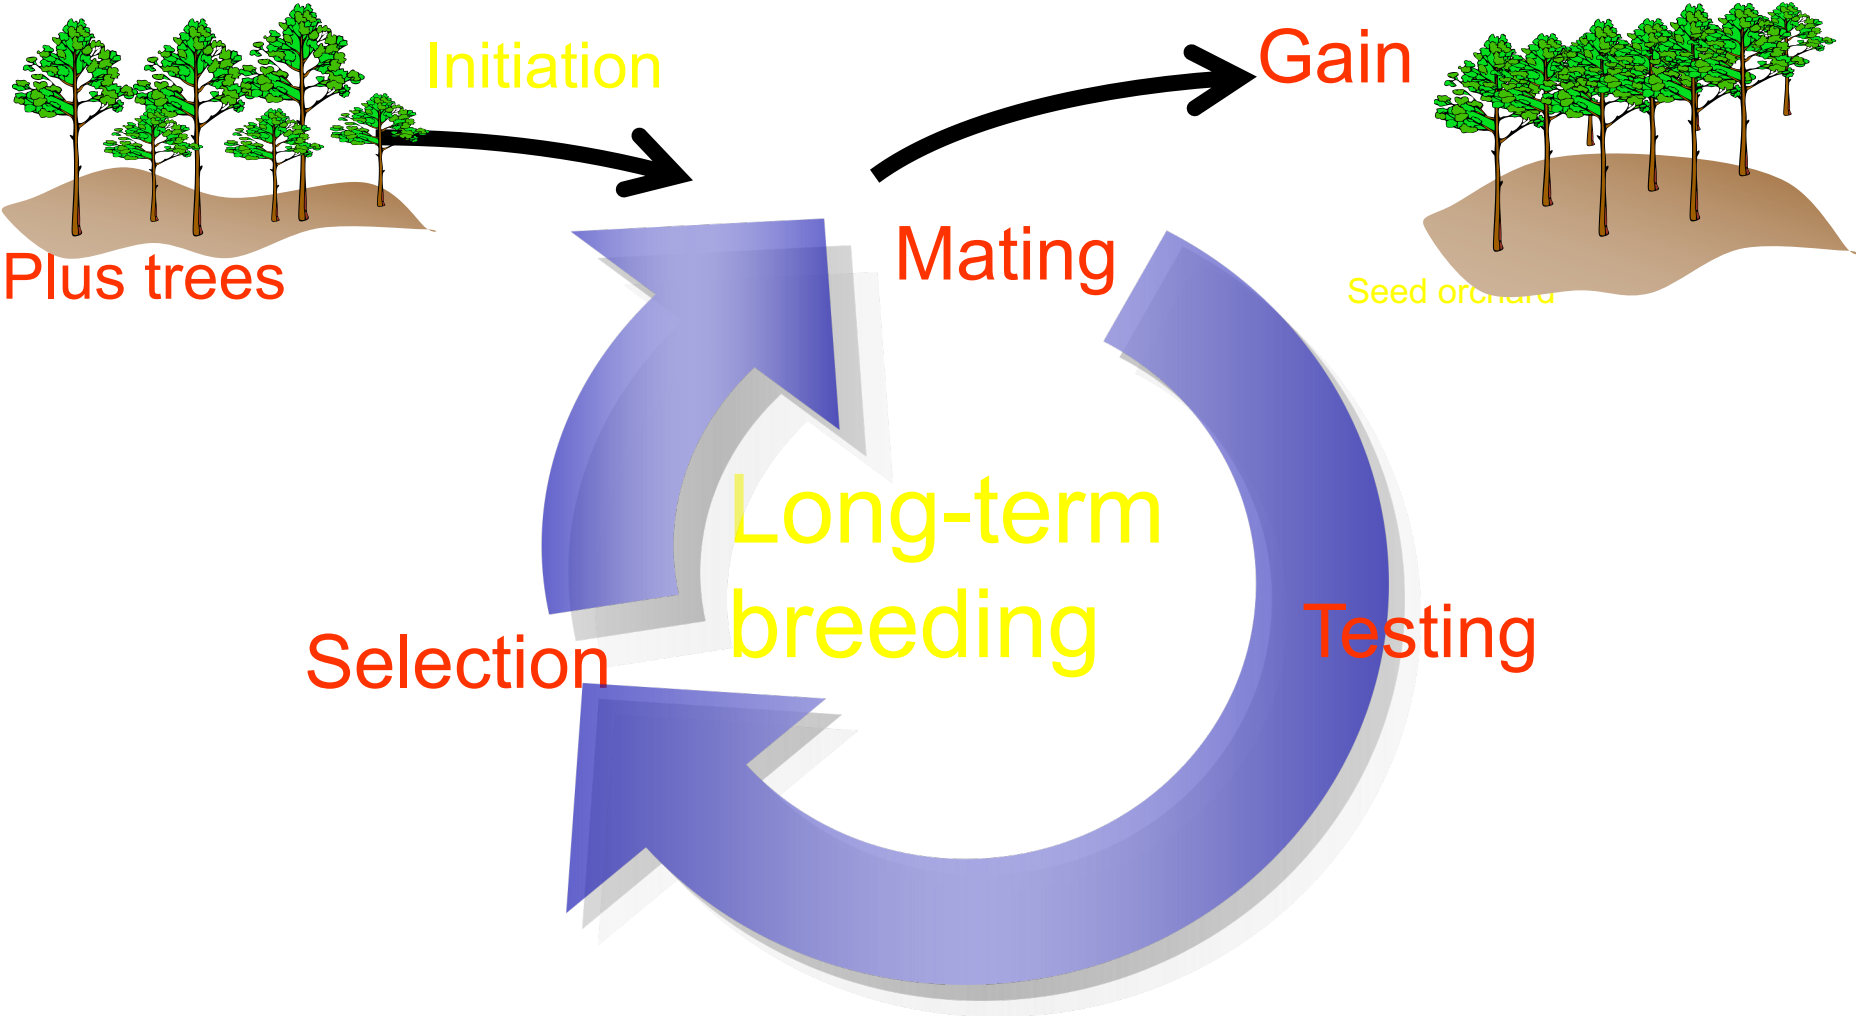 Initiation
Gain
Plus trees
Mating
Seed orchard
Long-term
breeding
Selection
Testing